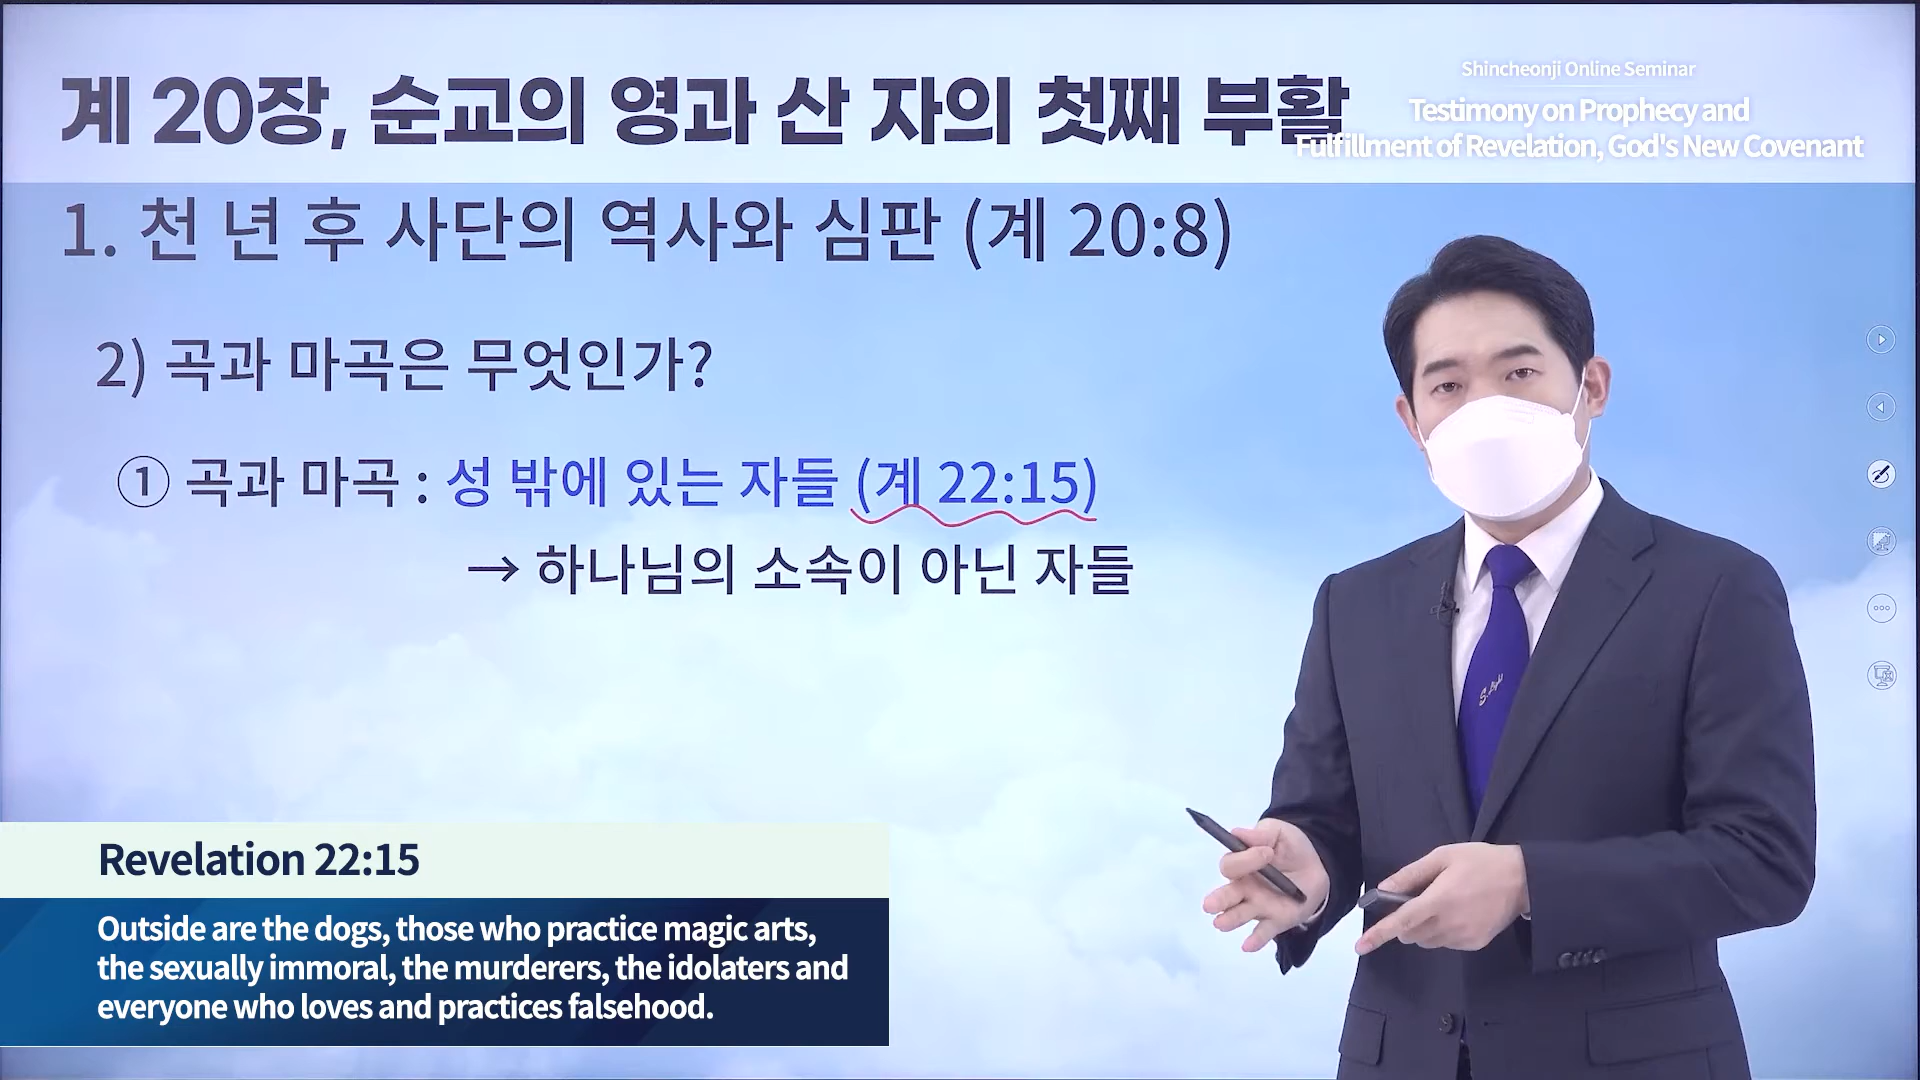 계 20장, 순교의 영과 산 자의 첫째 부활
Shincheonji Online Seminar
Testimony on Prophecy and
Fulfillment of Revelation, God's New Covenant
1. 천 년 후 사단의 역사와 심판 (계 20:8)
2) 곡과 마곡은 무엇인가?
① 곡과 마곡 : 성 밖에 있는 자들 (계 22:15)
→ 하나님의 소속이 아닌 자들
Revelation 22:15
Outside are the dogs, those who practice magic arts,
the sexually immoral, the murderers, the idolaters and
everyone who loves and practices falsehood.